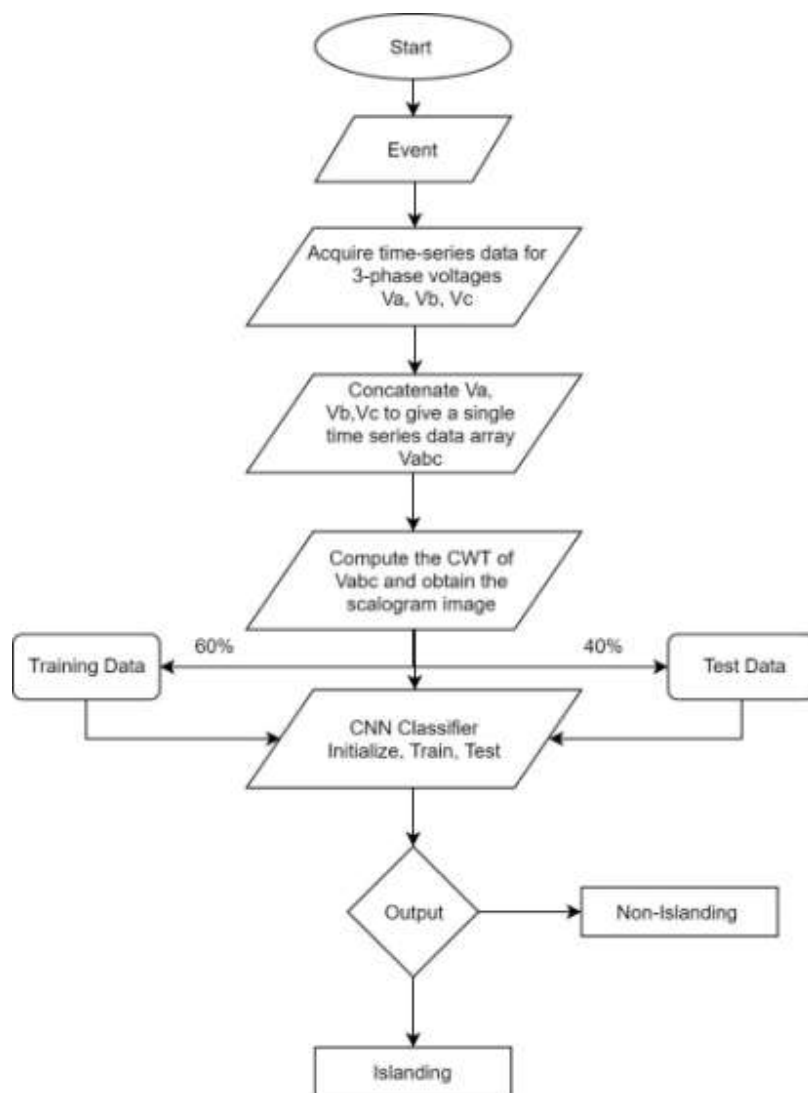 Start
Event
Acquire time-series data for
3-phase voltages
Va, Vb, Vc
Concatenate Va,
Vb,Vc to give a single
time series data array
Vabc
Compute the CWT of
Vabc and obtain the
scalogram image
60%
40%
Training Data
Test Data
CNN Classifier
Initialize, Train, Test
Output
Non-Islanding
Islanding